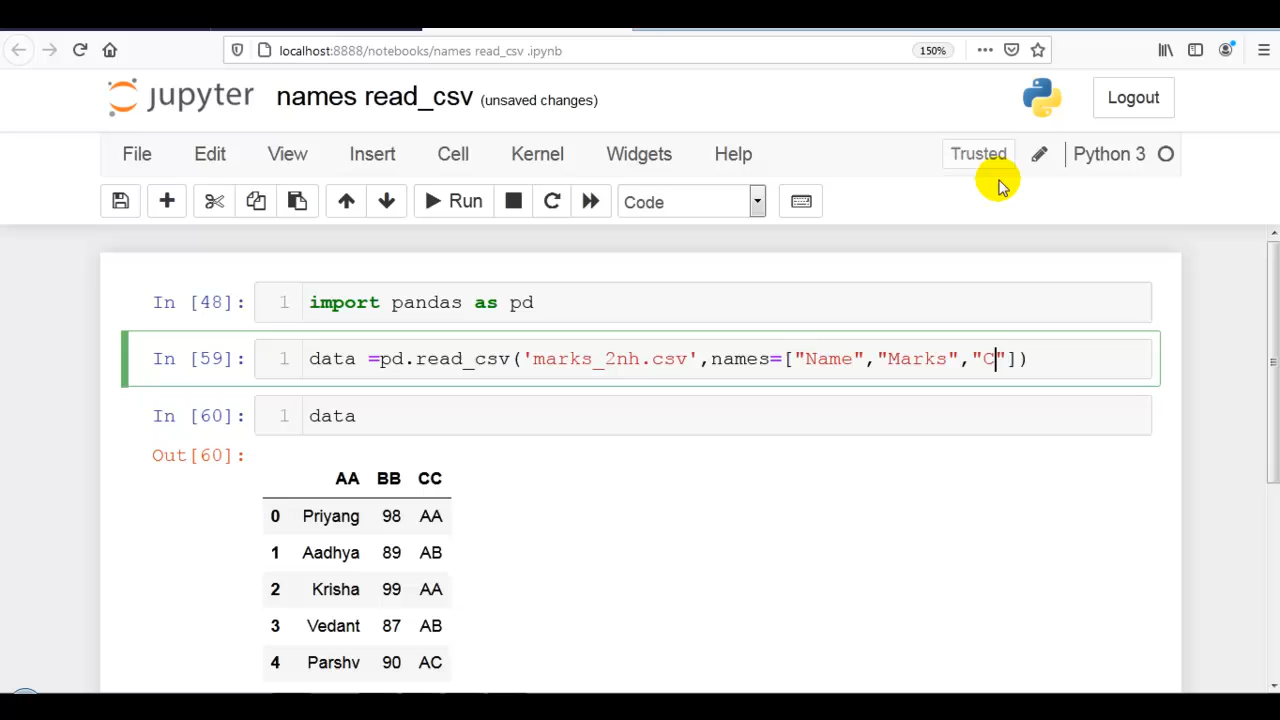 localhost:8888/notebooks/names read_csv .ipynb 150%
jupyter names read_csv (unsaved changes) Logout
File Edit View Insert Cell Kernel Widgets Help Trusted Python 3
Run Code
In [48]: 1 import pandas as pd
In [59]: 1 data =pd.read_csv('marks_2nh.csv',names=["Name","Marks","C"])
In [60]: 1 data
Out[60]:
AA BB CC
0 Priyang 98 AA
1 Aadhya 89 AB
2 Krisha 99 AA
3 Vedant 87 AB
4 Parshv 90 AC